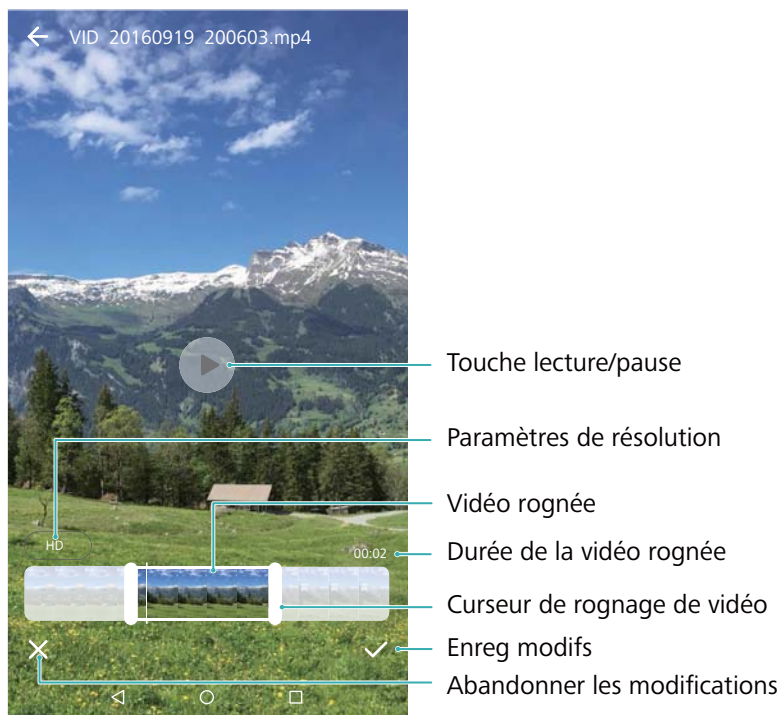 VID 20160919 200603.mp4
Touche lecture/pause
Paramètres de résolution
Vidéo rognée
HD
00:02
Durée de la vidéo rognée
Curseur de rognage de vidéo
Enreg modifs
Abandonner les modifications